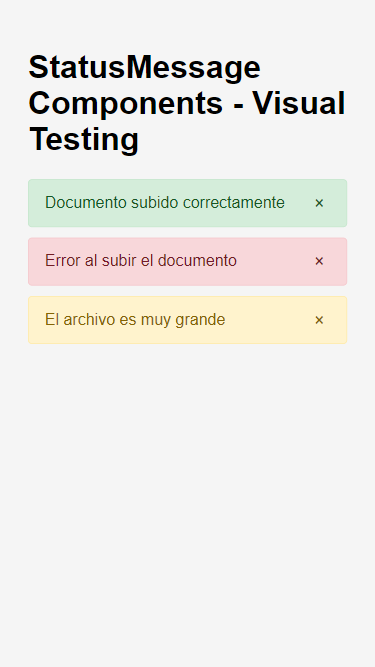 StatusMessage
Components - Visual
Testing
Documento subido correctamente ×
Error al subir el documento ×
El archivo es muy grande ×